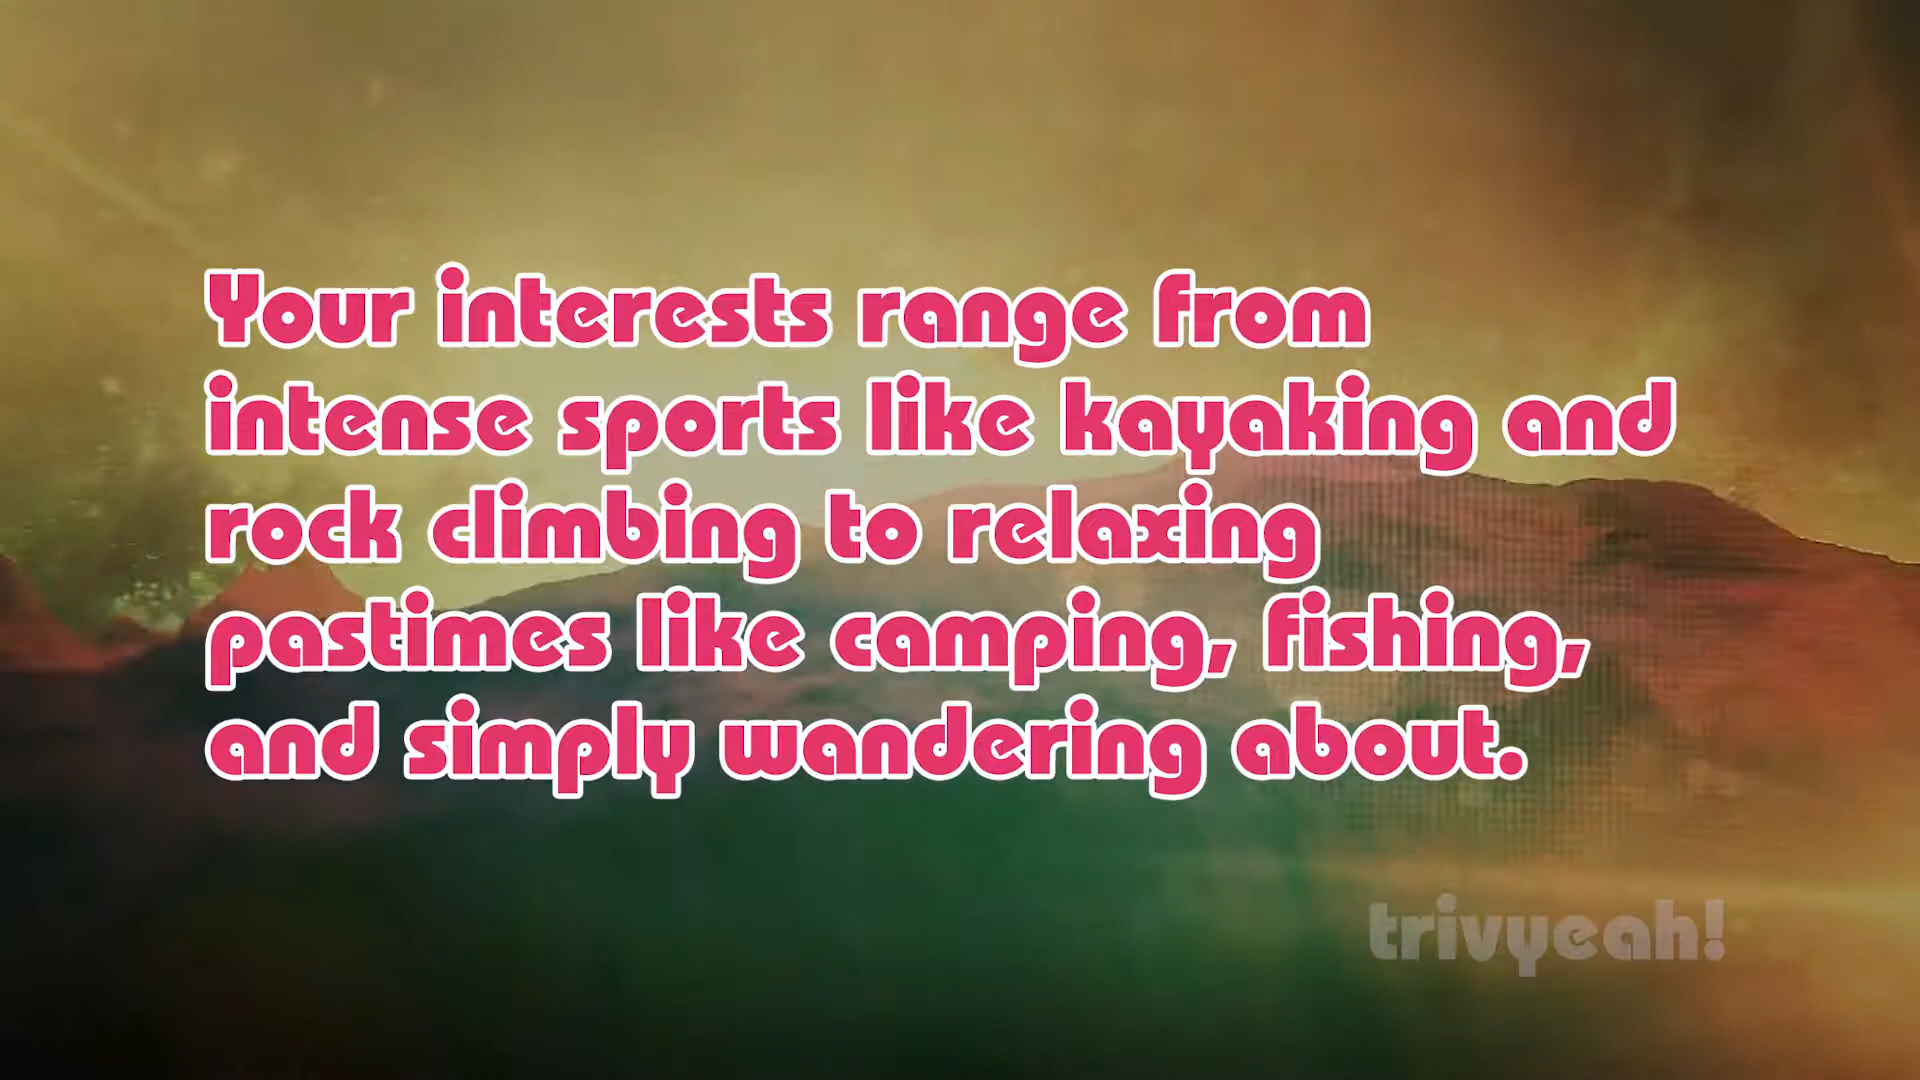 Your interests range from
intense sports like kayaking and
rock climbing to relaxing
pastimes like camping, fishing,
and simply wandering about.
trivyeah!